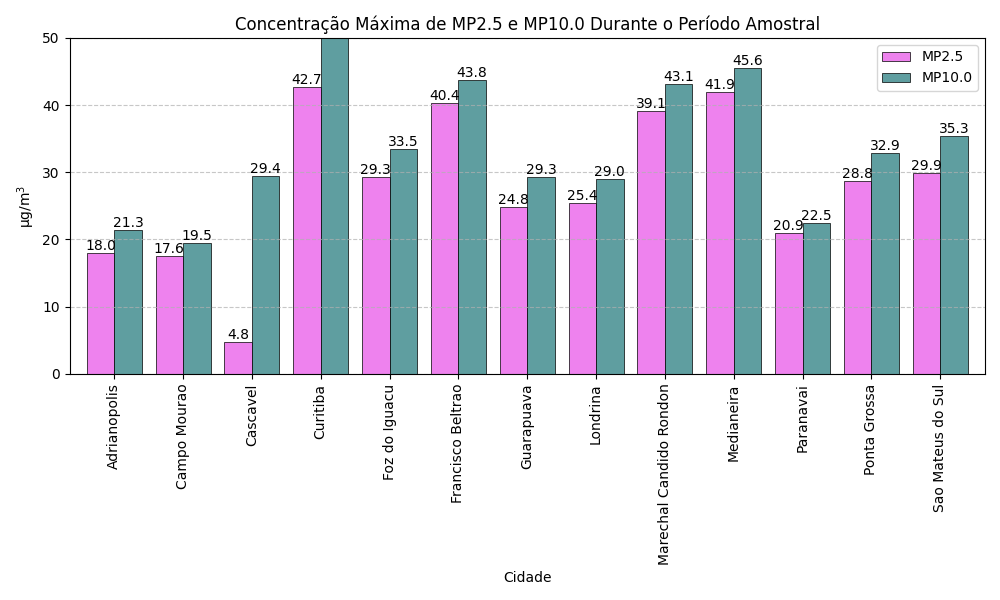 Concentração Máxima de MP2.5 e MP10.0 Durante o Período Amostral
MP2.5
MP10.0
µg/m³
50
40
30
20
10
0
18.0 21.3
17.6 19.5
4.8 29.4
42.7
29.3 33.5
40.4 43.8
24.8 29.3
25.4 29.0
39.1 43.1
41.9 45.6
20.9 22.5
28.8 32.9
29.9 35.3
Adrianopolis
Campo Mourao
Cascavel
Curitiba
Foz do Iguacu
Francisco Beltrao
Guarapuava
Londrina
Marechal Candido Rondon
Medianeira
Paranavai
Ponta Grossa
Sao Mateus do Sul
Cidade